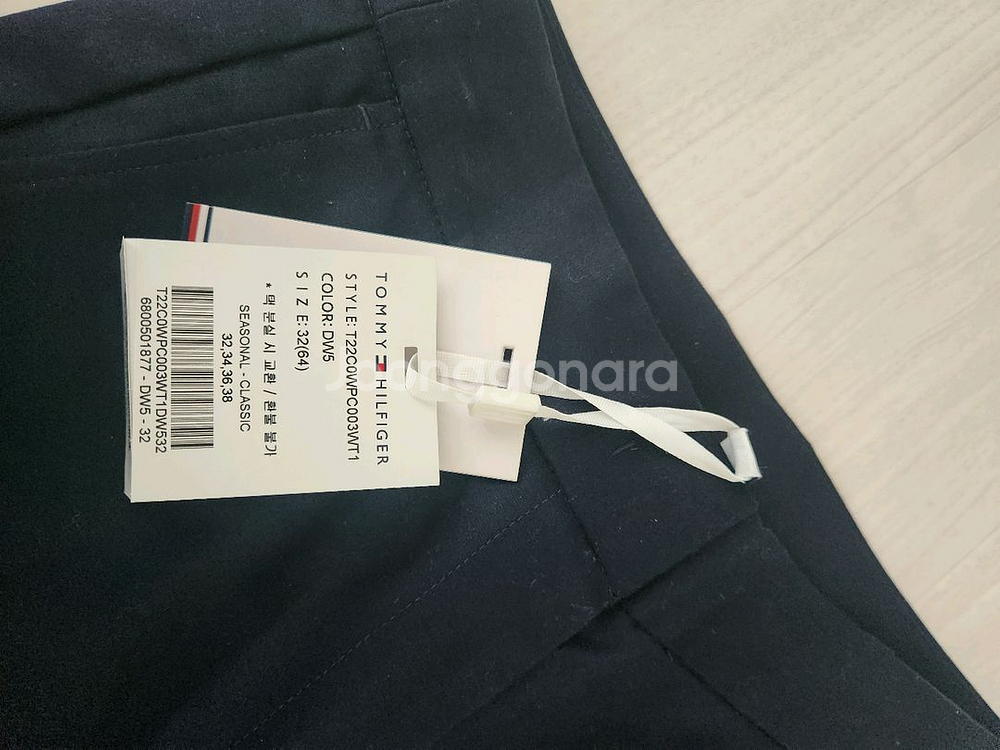 TOMMY HILFIGER
STYLE: T22C0WPC003WT1
COLOR: DW5
S I Z E: 32(64)
* 택 분실 시 교환 / 환불 불가
SEASONAL - CLASSIC
32,34,36,38
T22C0WPC003WT1DW532
6800501877 - DW5 - 32
Joonggonara